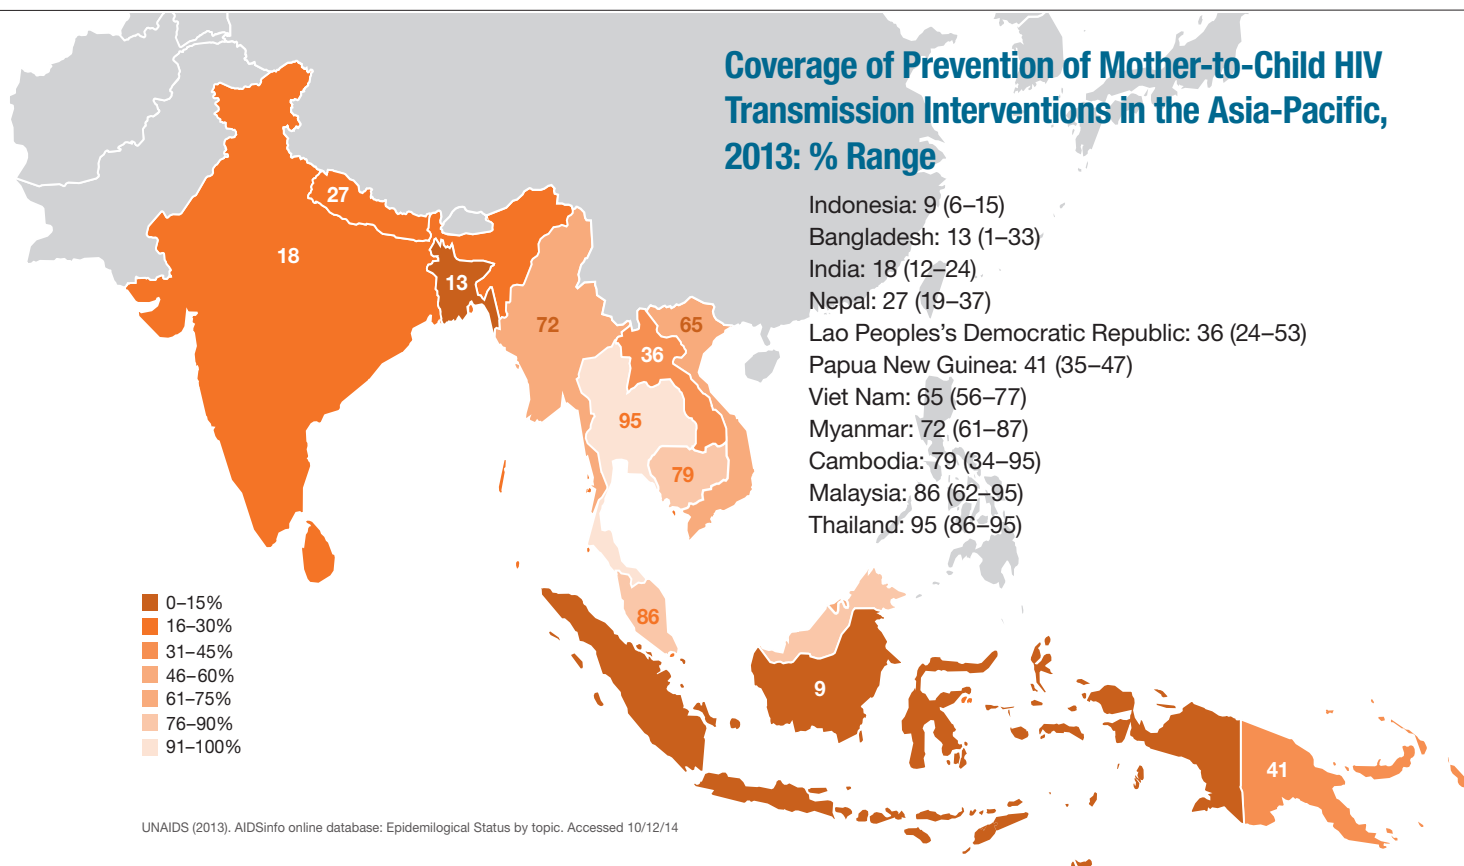 Coverage of Prevention of Mother-to-Child HIV
Transmission Interventions in the Asia-Pacific,
2013: % Range
Indonesia: 9 (6–15)
Bangladesh: 13 (1–33)
India: 18 (12–24)
Nepal: 27 (19–37)
Lao Peoples's Democratic Republic: 36 (24–53)
Papua New Guinea: 41 (35–47)
Viet Nam: 65 (56–77)
Myanmar: 72 (61–87)
Cambodia: 79 (34–95)
Malaysia: 86 (62–95)
Thailand: 95 (86–95)
27
18
13
72
65
36
95
79
86
9
41
0–15%
16–30%
31–45%
46–60%
61–75%
76–90%
91–100%
UNAIDS (2013). AIDSinfo online database: Epidemilogical Status by topic. Accessed 10/12/14